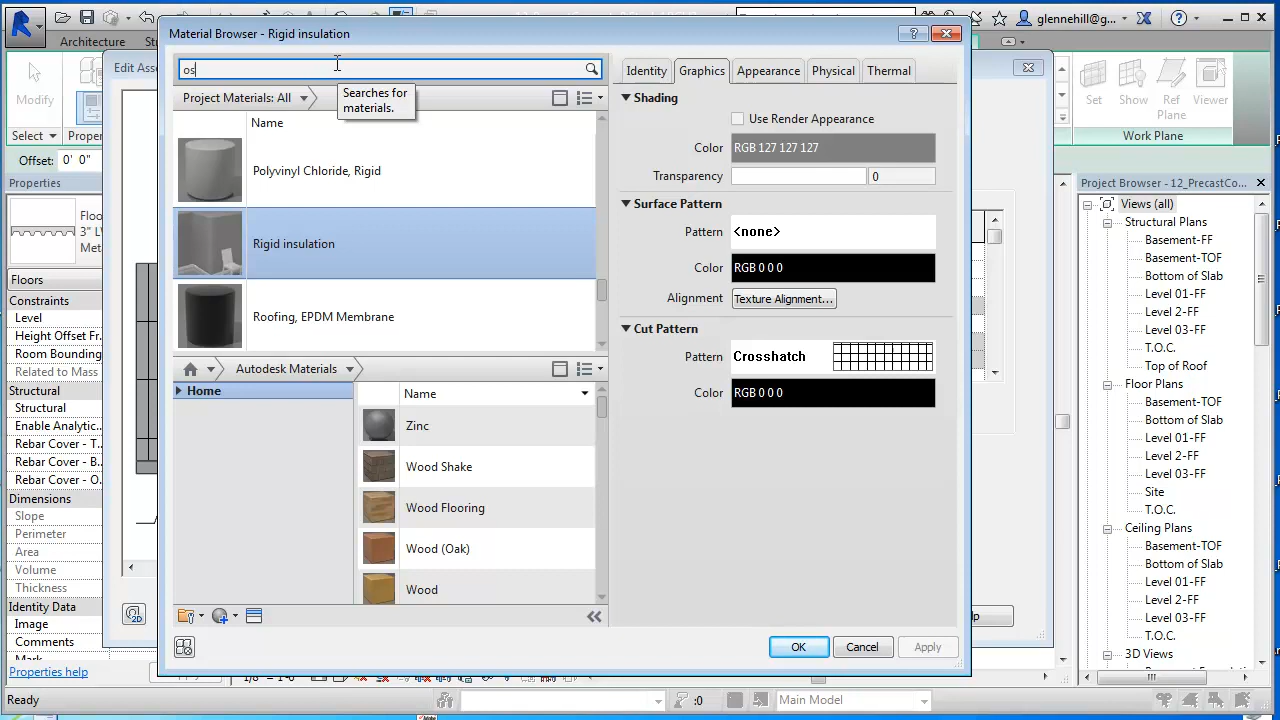 glennehill@g...
Architecture
Material Browser - Rigid insulation
os
Searches for
materials.
Project Materials: All
Name
Polyvinyl Chloride, Rigid
Rigid insulation
Roofing, EPDM Membrane
Autodesk Materials
Home
Name
Zinc
Wood Shake
Wood Flooring
Wood (Oak)
Wood
Identity
Graphics
Appearance
Physical
Thermal
Shading
Use Render Appearance
Color
RGB 127 127 127
Transparency
0
Surface Pattern
Pattern
<none>
Color
RGB 0 0 0
Alignment
Texture Alignment...
Cut Pattern
Pattern
Crosshatch
Color
RGB 0 0 0
OK
Cancel
Apply
Modify
Select
Proper
Offset:
0' 0"
Properties
Floo
3" LW
Met
Floors
Constraints
Level
Height Offset Fr...
Room Bounding
Related to Mass
Structural
Structural
Enable Analytic...
Rebar Cover - T...
Rebar Cover - B...
Rebar Cover - O...
Dimensions
Slope
Perimeter
Area
Volume
Thickness
Identity Data
Image
Comments
Mark
Properties help
Ready
Edit Ass
Set
Show
Ref
Plane
Viewer
Work Plane
Project Browser - 12_PrecastCo...
Views (all)
Structural Plans
Basement-FF
Basement-TOF
Bottom of Slab
Level 01-FF
Level 2-FF
Level 03-FF
T.O.C.
Top of Roof
Floor Plans
Basement-TOF
Bottom of Slab
Level 01-FF
Level 2-FF
Level 03-FF
Site
T.O.C.
Ceiling Plans
Basement-TOF
Bottom of Slab
Level 01-FF
Level 2-FF
Level 03-FF
T.O.C.
3D Views
:0
Main Model